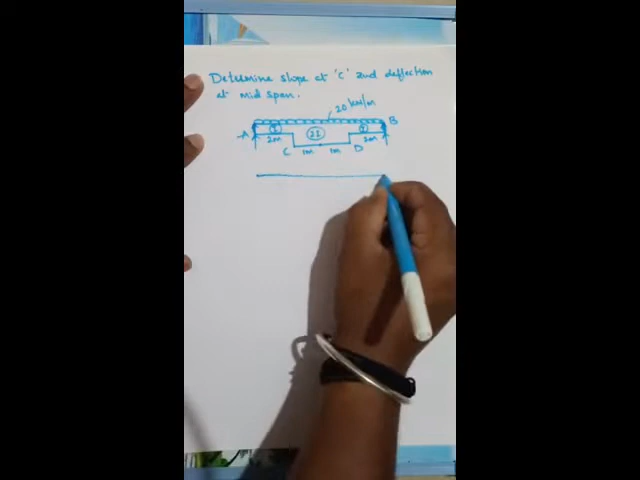 Determine slope at 'C' and deflection
at mid span.
20 kN/m
A I 2I I B
2m C 1m 1m D 2m